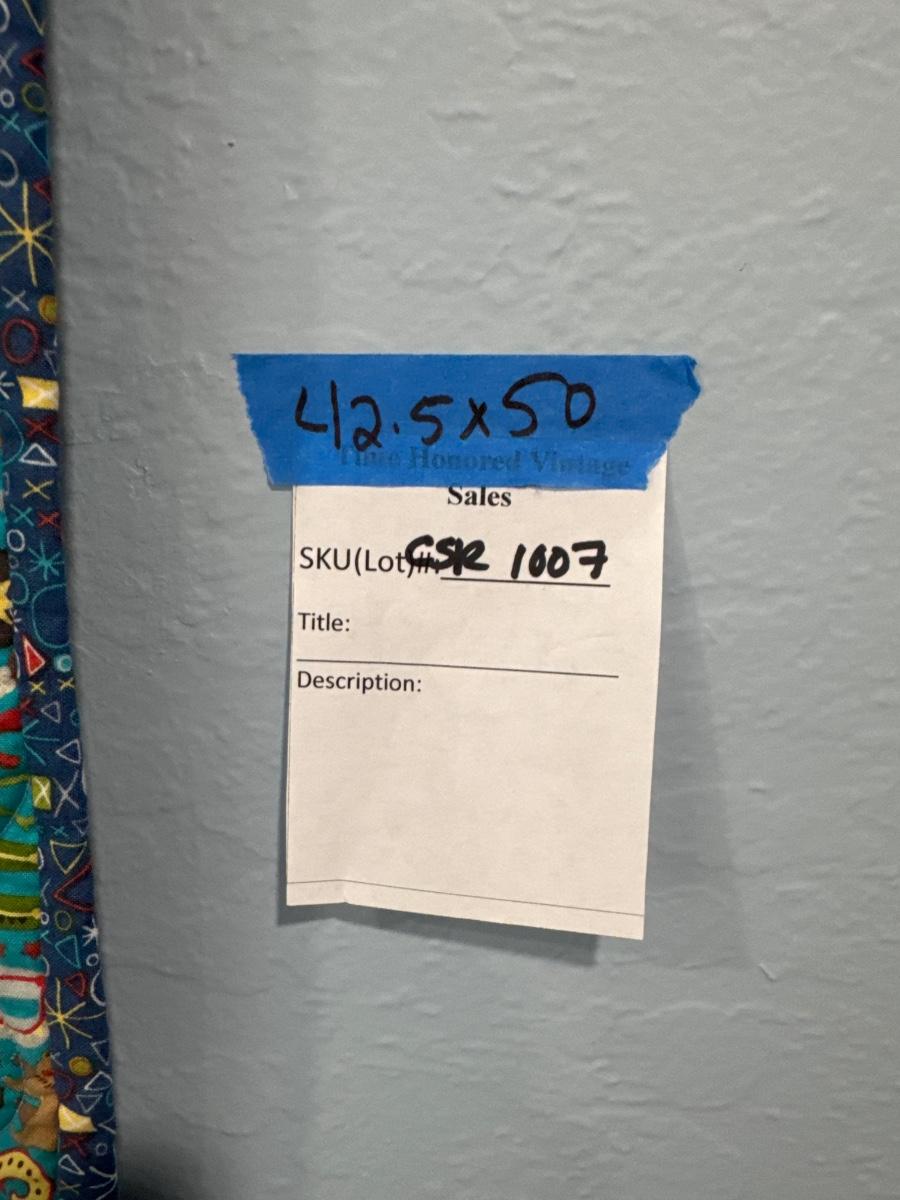 42.5x50
Time Honored Vintage
Sales
SKU(Lot)#: CSR 1007
Title:
Description: